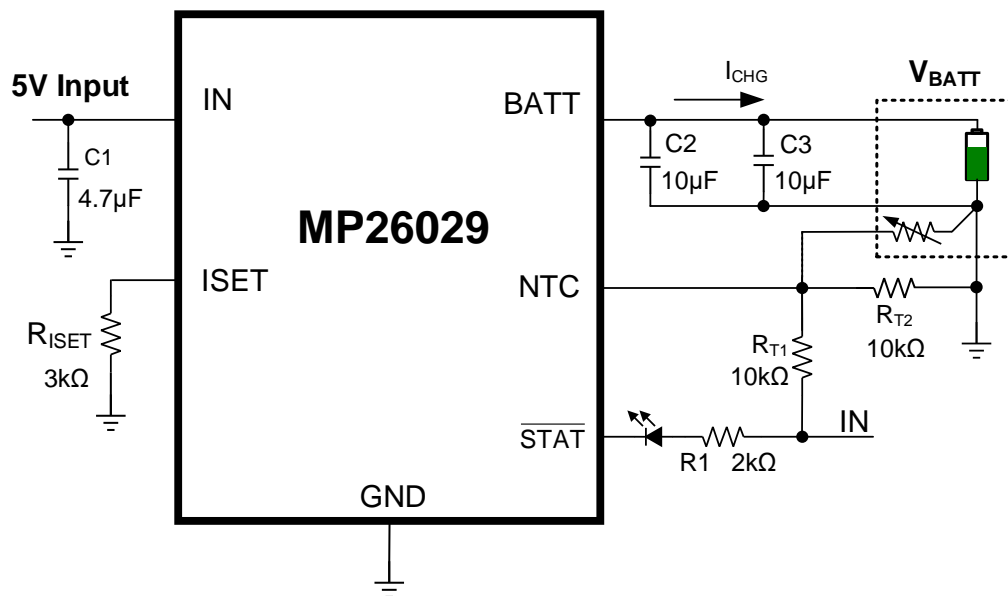 5V Input
IN
C1
4.7µF
ISET
R_ISET
3kΩ
MP26029
GND
BATT
NTC
STAT
I_CHG
V_BATT
C2
10µF
C3
10µF
R_T2
10kΩ
R_T1
10kΩ
R1 2kΩ
IN